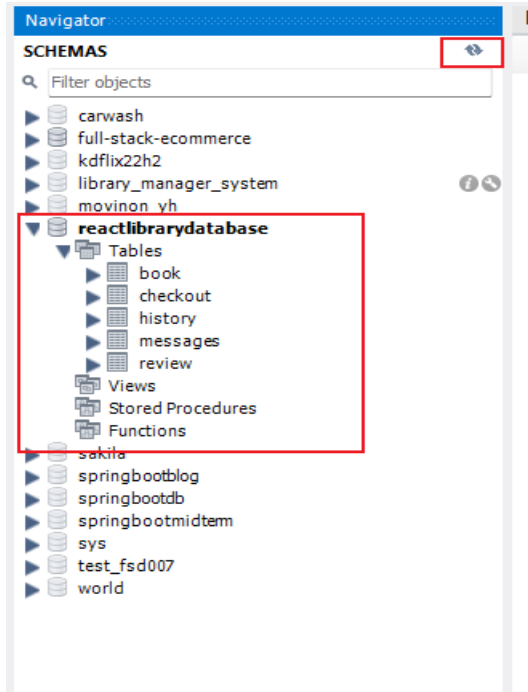 Navigator
SCHEMAS
Filter objects
carwash
full-stack-ecommerce
kdflix22h2
library_manager_system
movinon_yh
reactlibrarydatabase
Tables
book
checkout
history
messages
review
Views
Stored Procedures
Functions
sakila
springbootblog
springbootdb
springbootmidterm
sys
test_fsd007
world